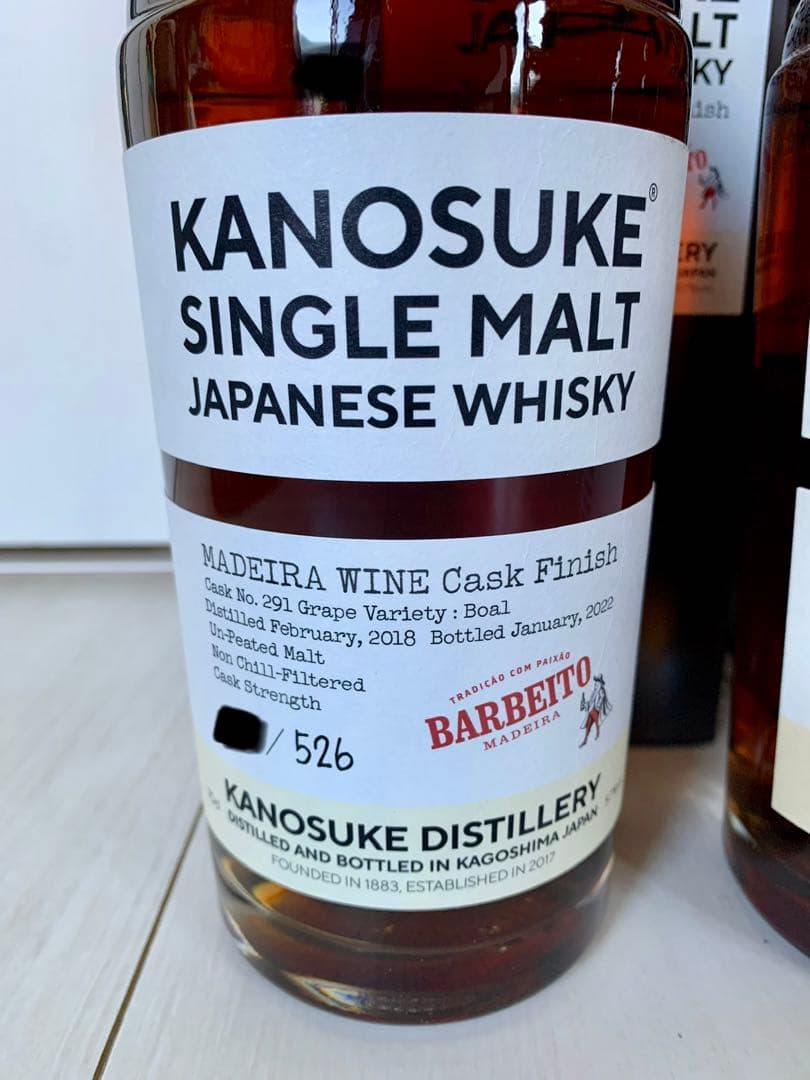 KANOSUKE®
SINGLE MALT
JAPANESE WHISKY
MADEIRA WINE Cask Finish
Cask No. 291 Grape Variety : Boal
Distilled February, 2018 Bottled January, 2022
Un-Peated Malt
Non Chill-Filtered
Cask Strength
/ 526
TRADIÇÃO COM PAIXÃO
BARBEITO
MADEIRA
KANOSUKE DISTILLERY
DISTILLED AND BOTTLED IN KAGOSHIMA JAPAN
FOUNDED IN 1883, ESTABLISHED IN 2017